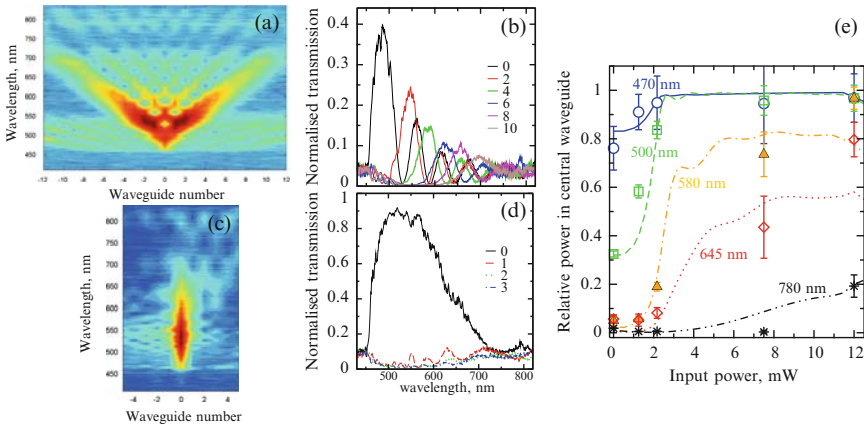 (a)
Wavelength, nm
800
750
700
650
600
550
500
450
-12 -10 -8 -6 -4 -2 0 2 4 6 8 10 12
Waveguide number
(b)
Normalised transmission
0.4
0.3
0.2
0.1
0
0
2
4
6
8
10
(c)
Wavelength, nm
800
750
700
650
600
550
500
450
-4 -2 0 2 4
Waveguide number
(d)
Normalised transmission
1
0.8
0.6
0.4
0.2
0
0
1
2
3
500 600 700 800
wavelength, nm
(e)
Relative power in central waveguide
1
0.8
0.6
0.4
0.2
0
470 nm
500 nm
580 nm
645 nm
780 nm
0 2 4 6 8 10 12
Input power, mW